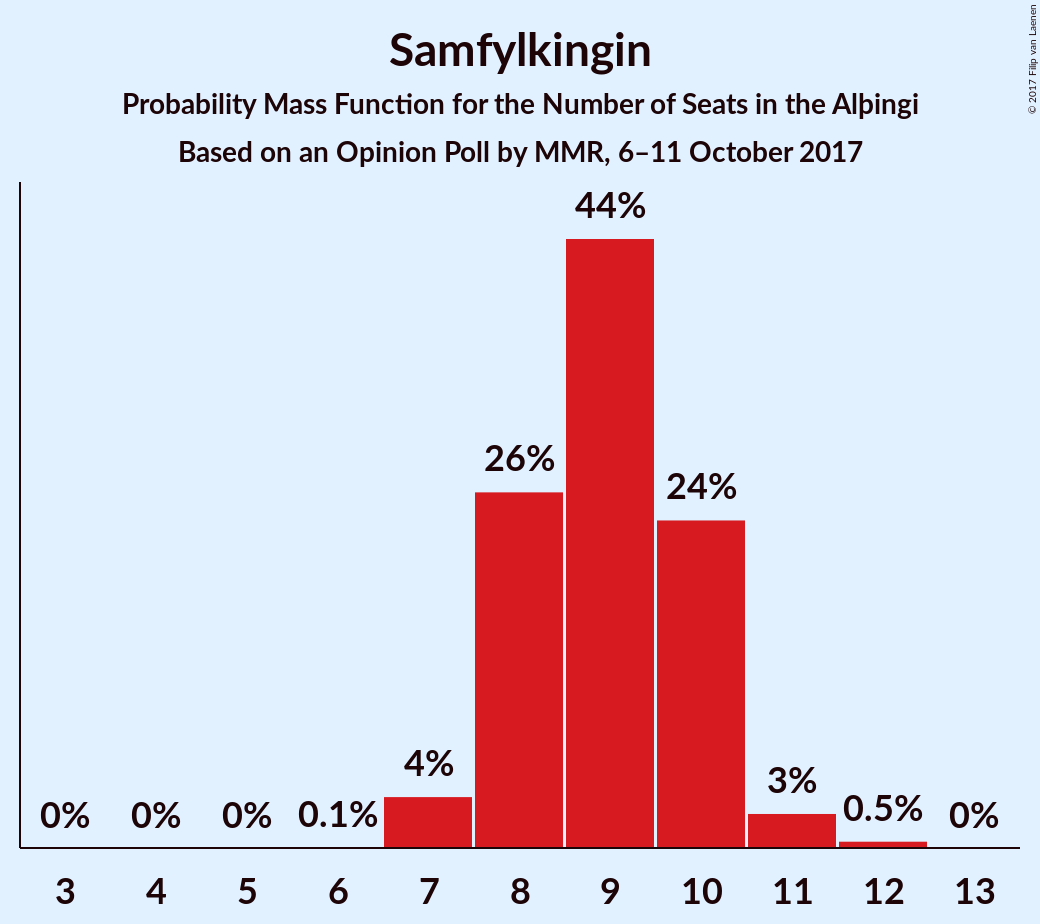 Samfylkingin
Probability Mass Function for the Number of Seats in the Alþingi
Based on an Opinion Poll by MMR, 6–11 October 2017
© 2017 Filip van Laenen
44%
26%
24%
4%
3%
0% 0% 0% 0.1% 0.5% 0%
3 4 5 6 7 8 9 10 11 12 13